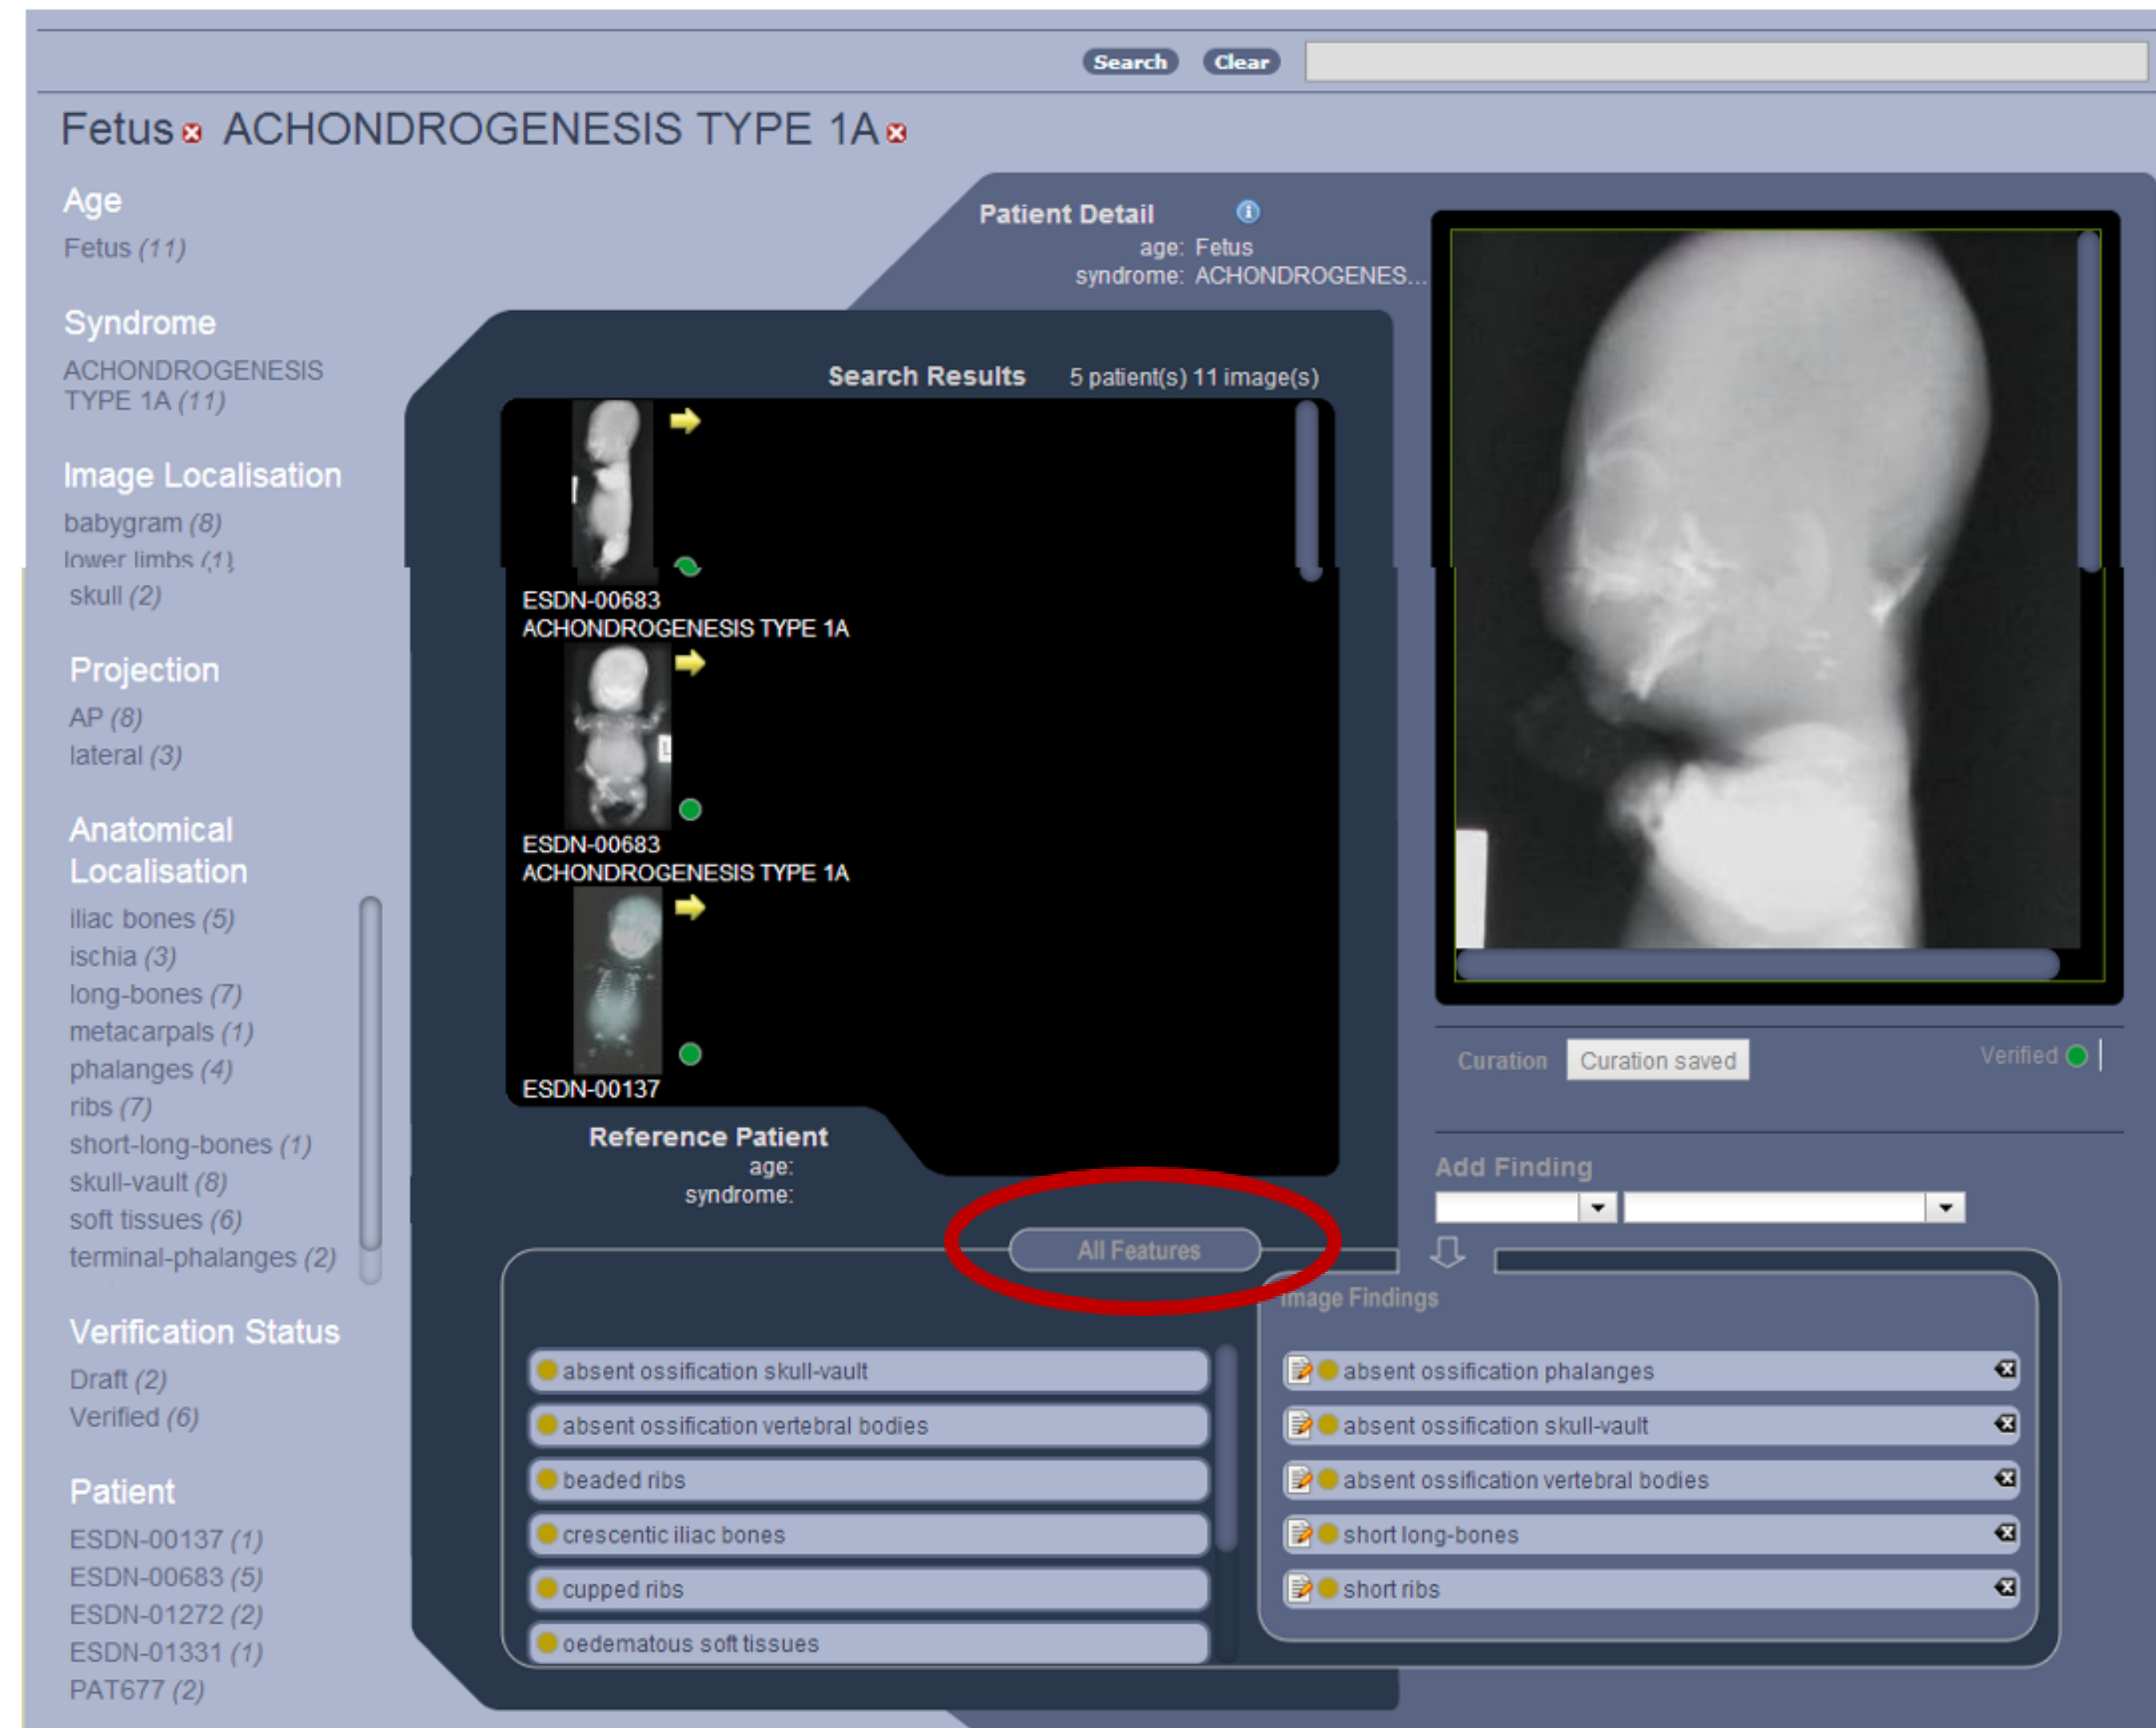 Search Clear
Fetus ACHONDROGENESIS TYPE 1A
Age
Fetus (11)
Syndrome
ACHONDROGENESIS
TYPE 1A (11)
Image Localisation
babygram (8)
lower limbs (1)
skull (2)
Projection
AP (8)
lateral (3)
Anatomical
Localisation
iliac bones (5)
ischia (3)
long-bones (7)
metacarpals (1)
phalanges (4)
ribs (7)
short-long-bones (1)
skull-vault (8)
soft tissues (6)
terminal-phalanges (2)
Verification Status
Draft (2)
Verified (6)
Patient
ESDN-00137 (1)
ESDN-00683 (5)
ESDN-01272 (2)
ESDN-01331 (1)
PAT677 (2)
Patient Detail
age: Fetus
syndrome: ACHONDROGENES...
Search Results 5 patient(s) 11 image(s)
ESDN-00683
ACHONDROGENESIS TYPE 1A
L
ESDN-00683
ACHONDROGENESIS TYPE 1A
ESDN-00137
Reference Patient
age:
syndrome:
Curation Curation saved Verified
Add Finding
All Features
absent ossification skull-vault
absent ossification vertebral bodies
beaded ribs
crescentic iliac bones
cupped ribs
oedematous soft tissues
Image Findings
absent ossification phalanges
absent ossification skull-vault
absent ossification vertebral bodies
short long-bones
short ribs